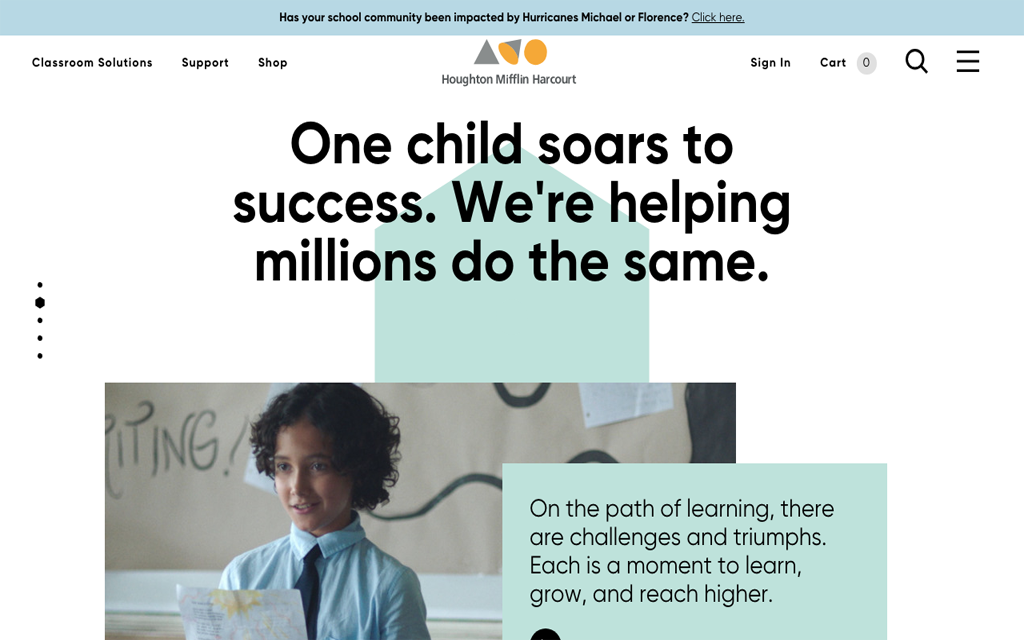 Has your school community been impacted by Hurricanes Michael or Florence? Click here.
Classroom Solutions Support Shop Houghton Mifflin Harcourt Sign In Cart 0
One child soars to
success. We're helping
millions do the same.
ITING!
On the path of learning, there
are challenges and triumphs.
Each is a moment to learn,
grow, and reach higher.